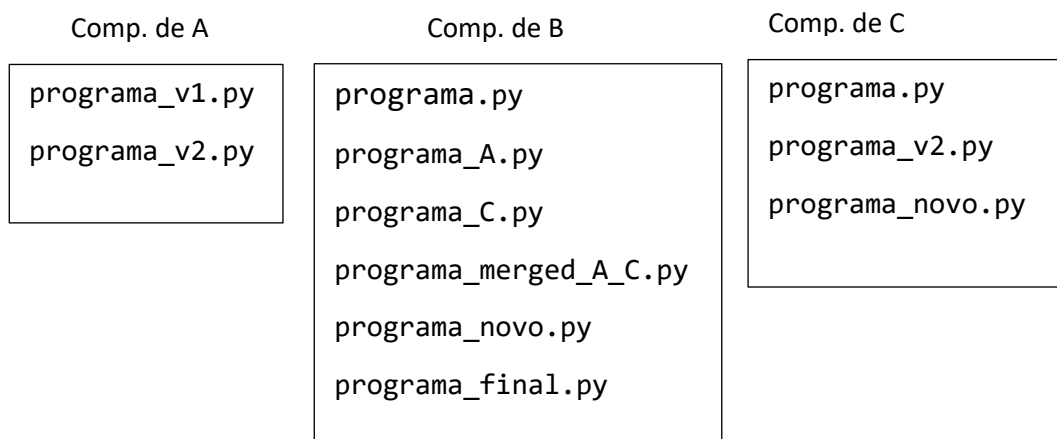 Comp. de A
programa_v1.py
programa_v2.py
Comp. de B
programa.py
programa_A.py
programa_C.py
programa_merged_A_C.py
programa_novo.py
programa_final.py
Comp. de C
programa.py
programa_v2.py
programa_novo.py